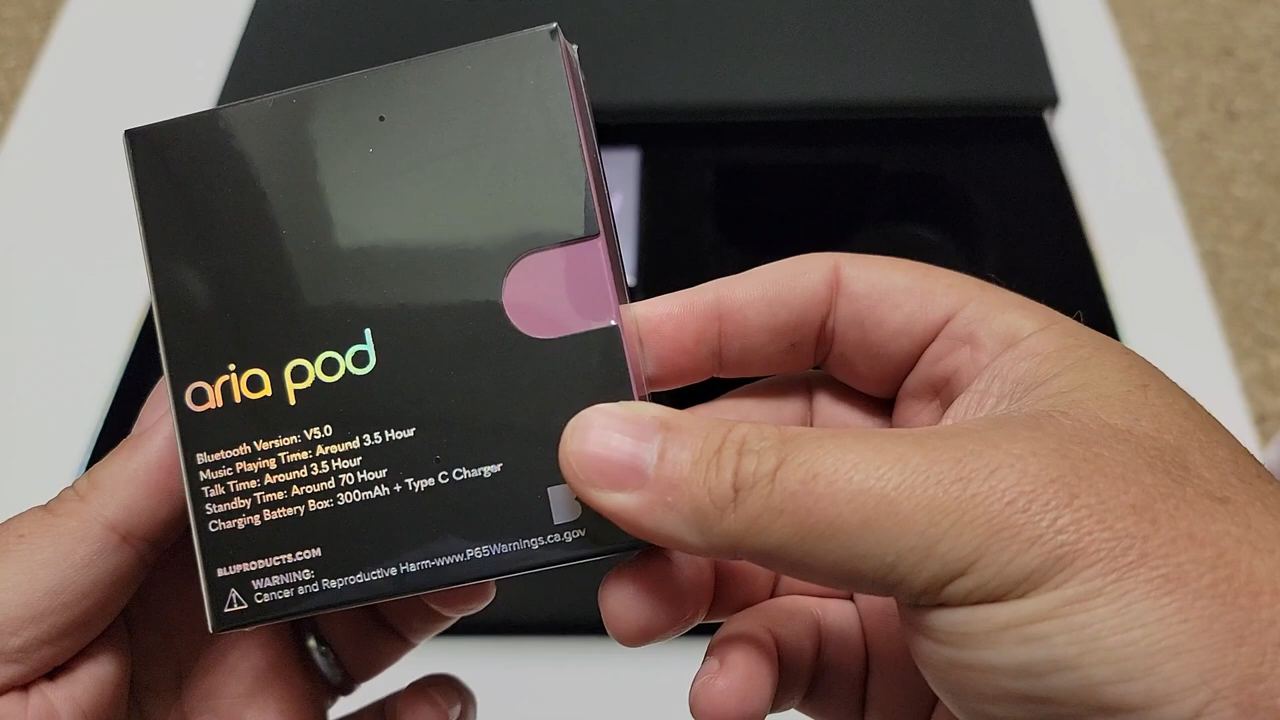 aria pod
Bluetooth Version: V5.0
Music Playing Time: Around 3.5 Hour
Talk Time: Around 3.5 Hour
Standby Time: Around 70 Hour
Charging Battery Box: 300mAh + Type C Charger
BLUPRODUCTS.COM
WARNING:
Cancer and Reproductive Harm-www.P65Warnings.ca.gov